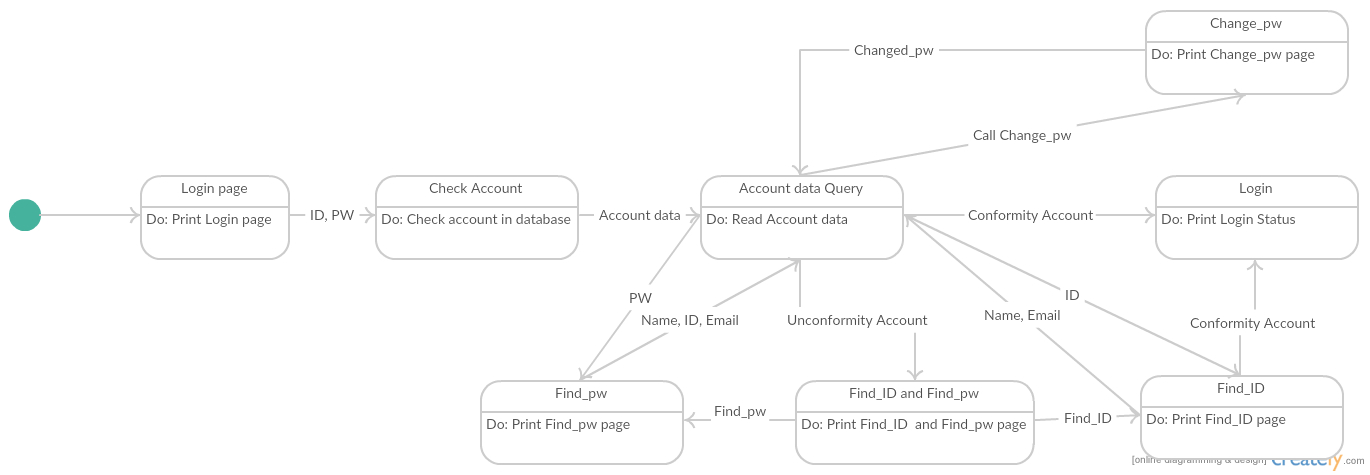 Change_pw
Do: Print Change_pw page
Changed_pw
Call Change_pw
Login page
Do: Print Login page
ID, PW
Check Account
Do: Check account in database
Account data
Account data Query
Do: Read Account data
Conformity Account
Login
Do: Print Login Status
PW
Name, ID, Email
Unconformity Account
Name, Email
ID
Conformity Account
Find_pw
Do: Print Find_pw page
Find_pw
Find_ID and Find_pw
Do: Print Find_ID  and Find_pw page
Find_ID
Find_ID
Do: Print Find_ID page
[online diagramming & design] creately.com